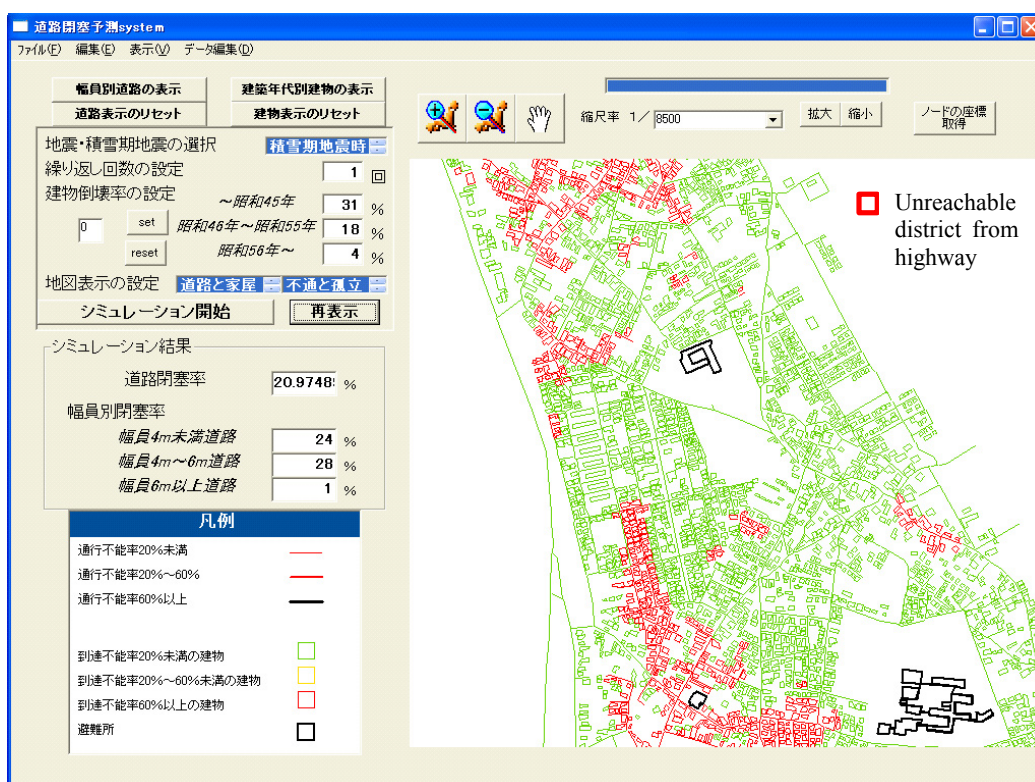 道路閉塞予測system
ファイル(F) 編集(E) 表示(V) データ編集(D)
幅員別道路の表示 建築年代別建物の表示
道路表示のリセット 建物表示のリセット
縮尺率 1/ 8500 拡大 縮小 ノードの座標
取得
地震・積雪期地震の選択 積雪期地震時
繰り返し回数の設定 1 回
建物倒壊率の設定 ～昭和45年 31 %
0 set 昭和46年～昭和55年 18 %
reset 昭和56年～ 4 %
地図表示の設定 道路と家屋 不通と孤立
シミュレーション開始 再表示
シミュレーション結果
道路閉塞率 20.9748 %
幅員別閉塞率
幅員4m未満道路 24 %
幅員4m～6m道路 28 %
幅員6m以上道路 1 %
凡例
通行不能率20%未満
通行不能率20%～60%
通行不能率60%以上
到達不能率20%未満の建物
到達不能率20%～60%未満の建物
到達不能率60%以上の建物
避難所
Unreachable
district from
highway